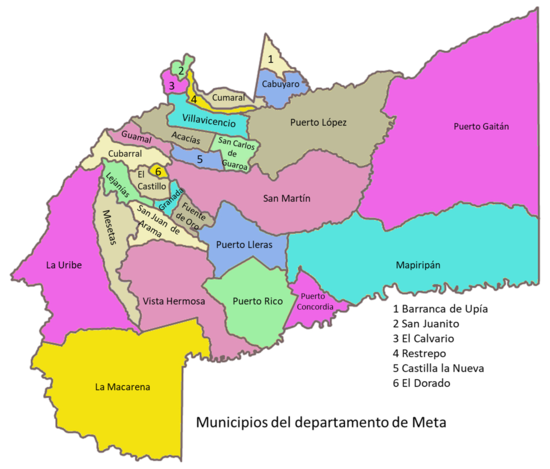 1
2
Cabuyaro
3
4
Cumaral
Villavicencio
Puerto López
Puerto Gaitán
Guamal
Acacías
San Carlos
de
Guaroa
Cubarral
5
El
Castillo
6
Lejanías
Granada
San Martín
Mesetas
San Juan de
Arama
Fuente
de Oro
Puerto Lleras
La Uribe
Mapiripán
Vista Hermosa
Puerto Rico
Puerto
Concordia
1 Barranca de Upía
2 San Juanito
3 El Calvario
4 Restrepo
5 Castilla la Nueva
6 El Dorado
La Macarena
Municipios del departamento de Meta